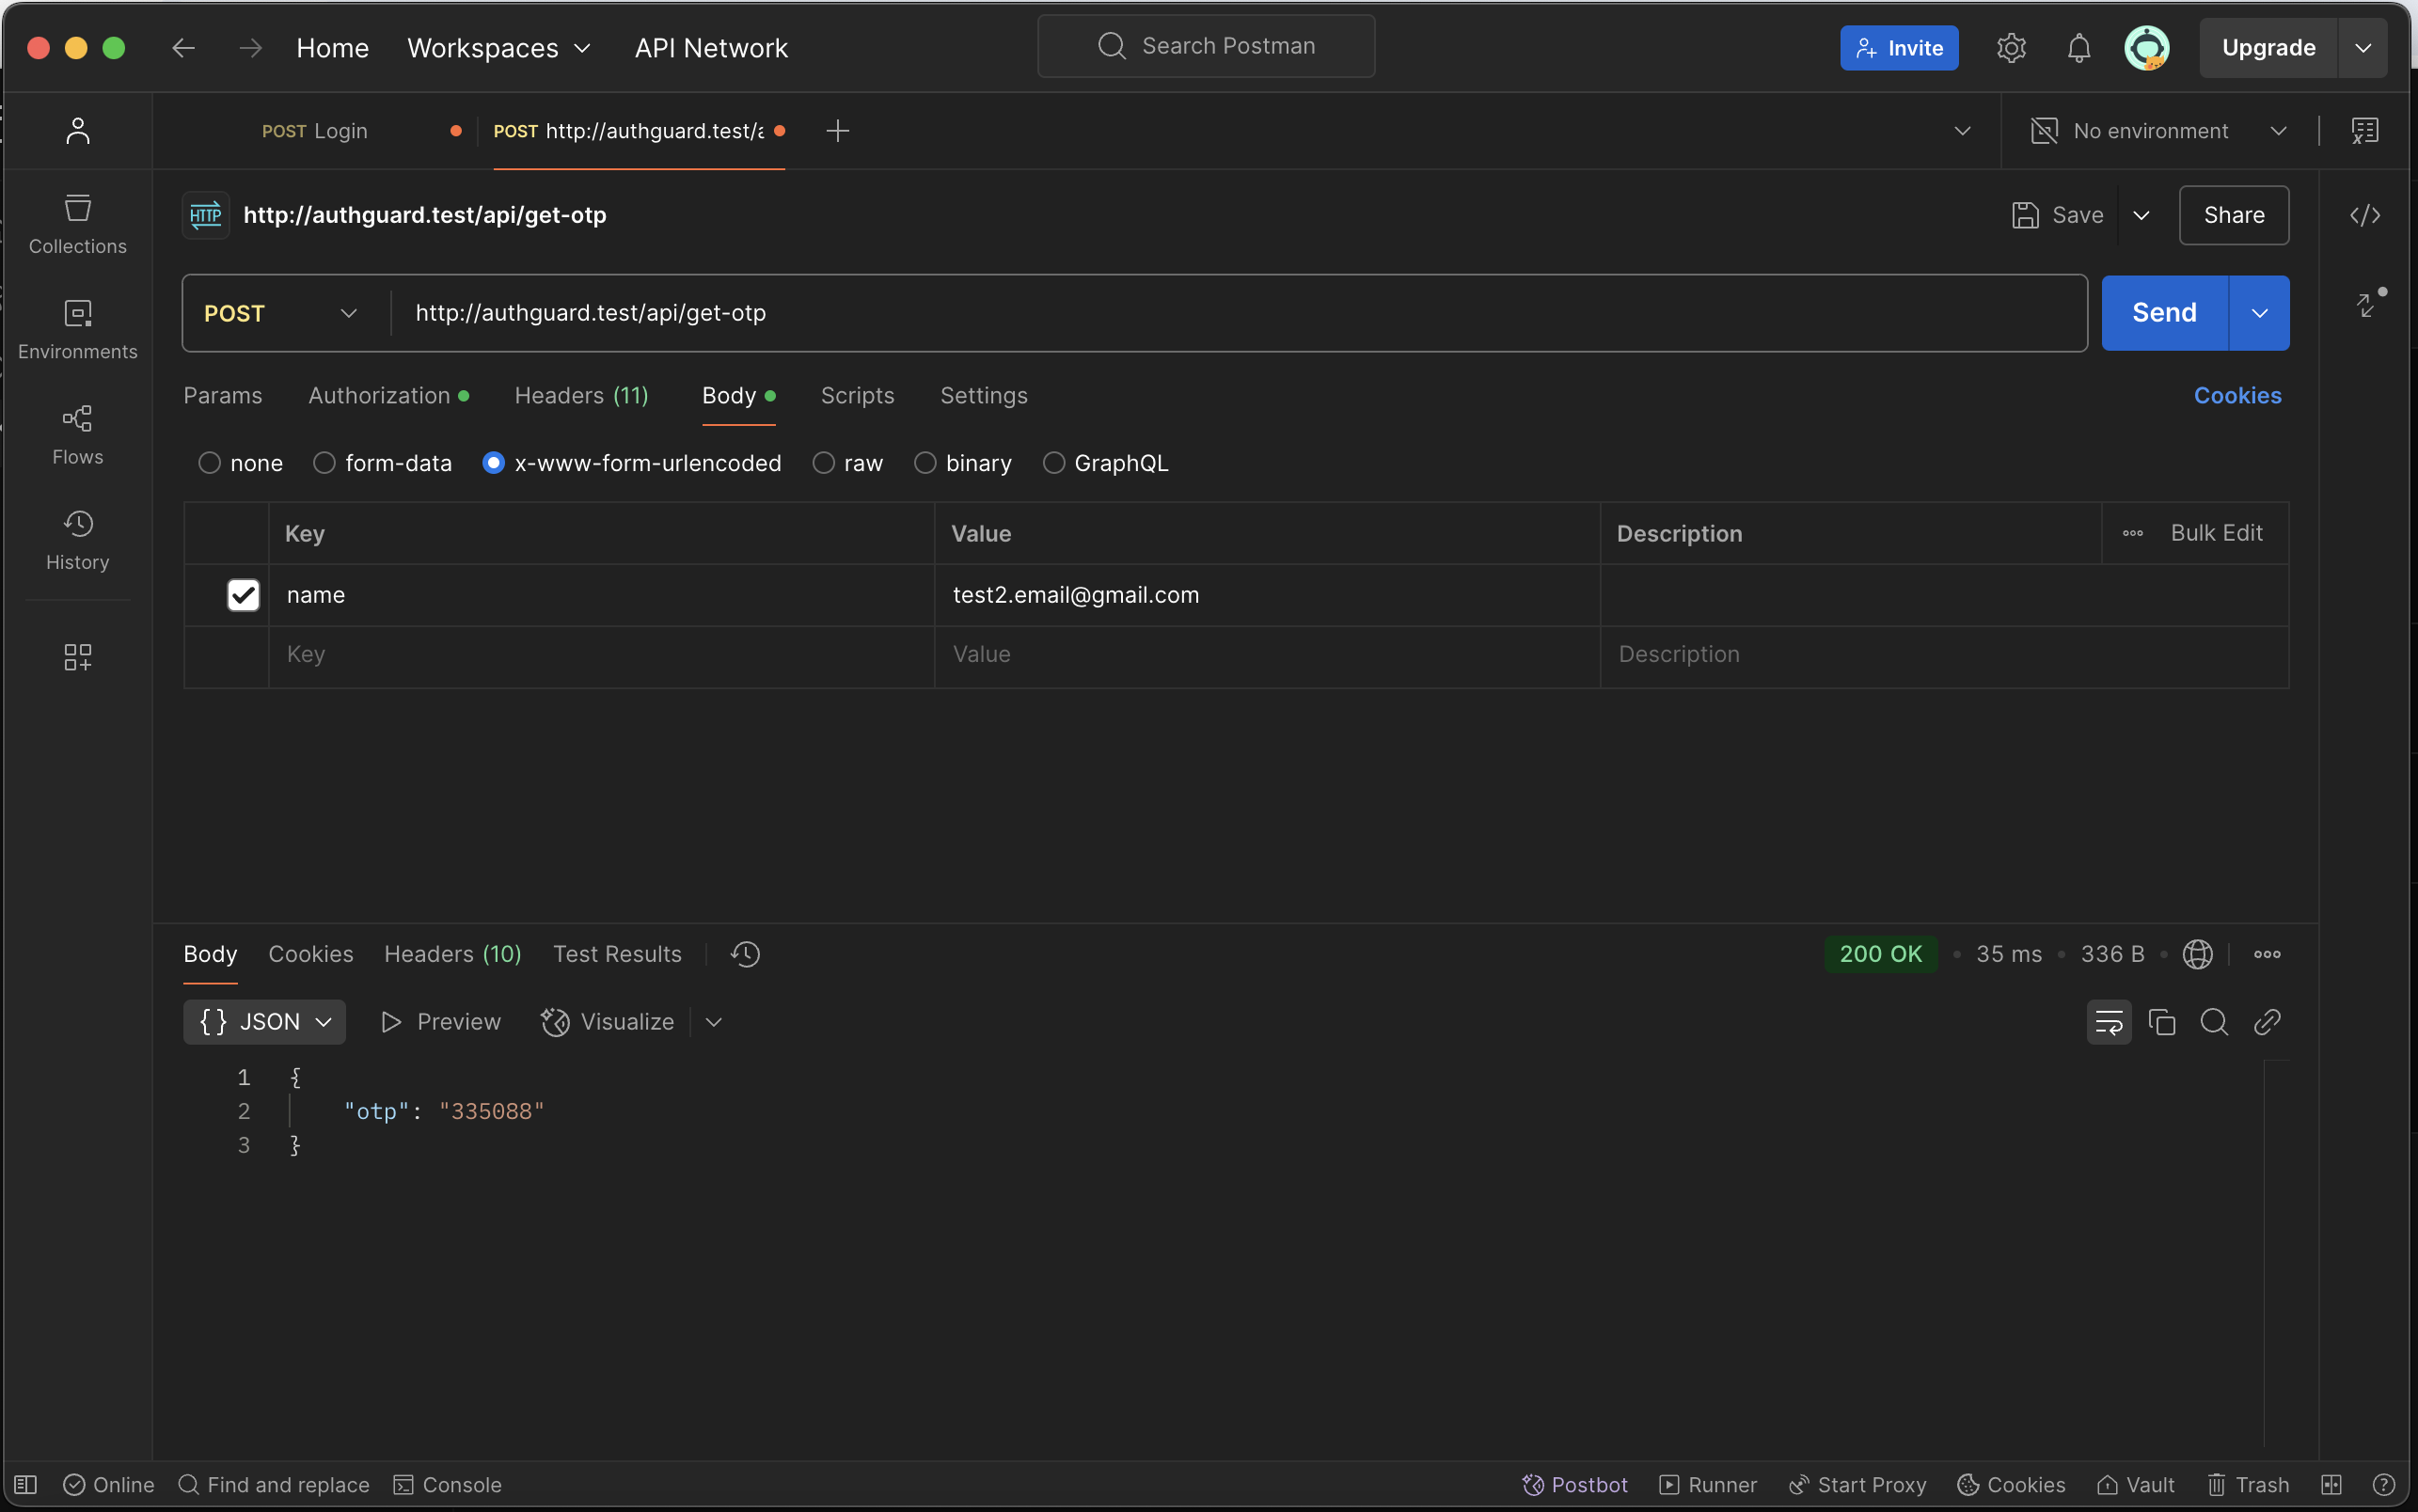 Home Workspaces API Network Search Postman Invite Upgrade
POST Login POST http://authguard.test/a No environment
HTTP http://authguard.test/api/get-otp Save Share
POST http://authguard.test/api/get-otp Send
Params Authorization Headers (11) Body Scripts Settings Cookies
none form-data x-www-form-urlencoded raw binary GraphQL
Key Value Description Bulk Edit
name test2.email@gmail.com
Key Value Description
Collections
Environments
Flows
History
Body Cookies Headers (10) Test Results 200 OK • 35 ms • 336 B •
{} JSON Preview Visualize
1 {
2 "otp": "335088"
3 }
Online Find and replace Console Postbot Runner Start Proxy Cookies Vault Trash